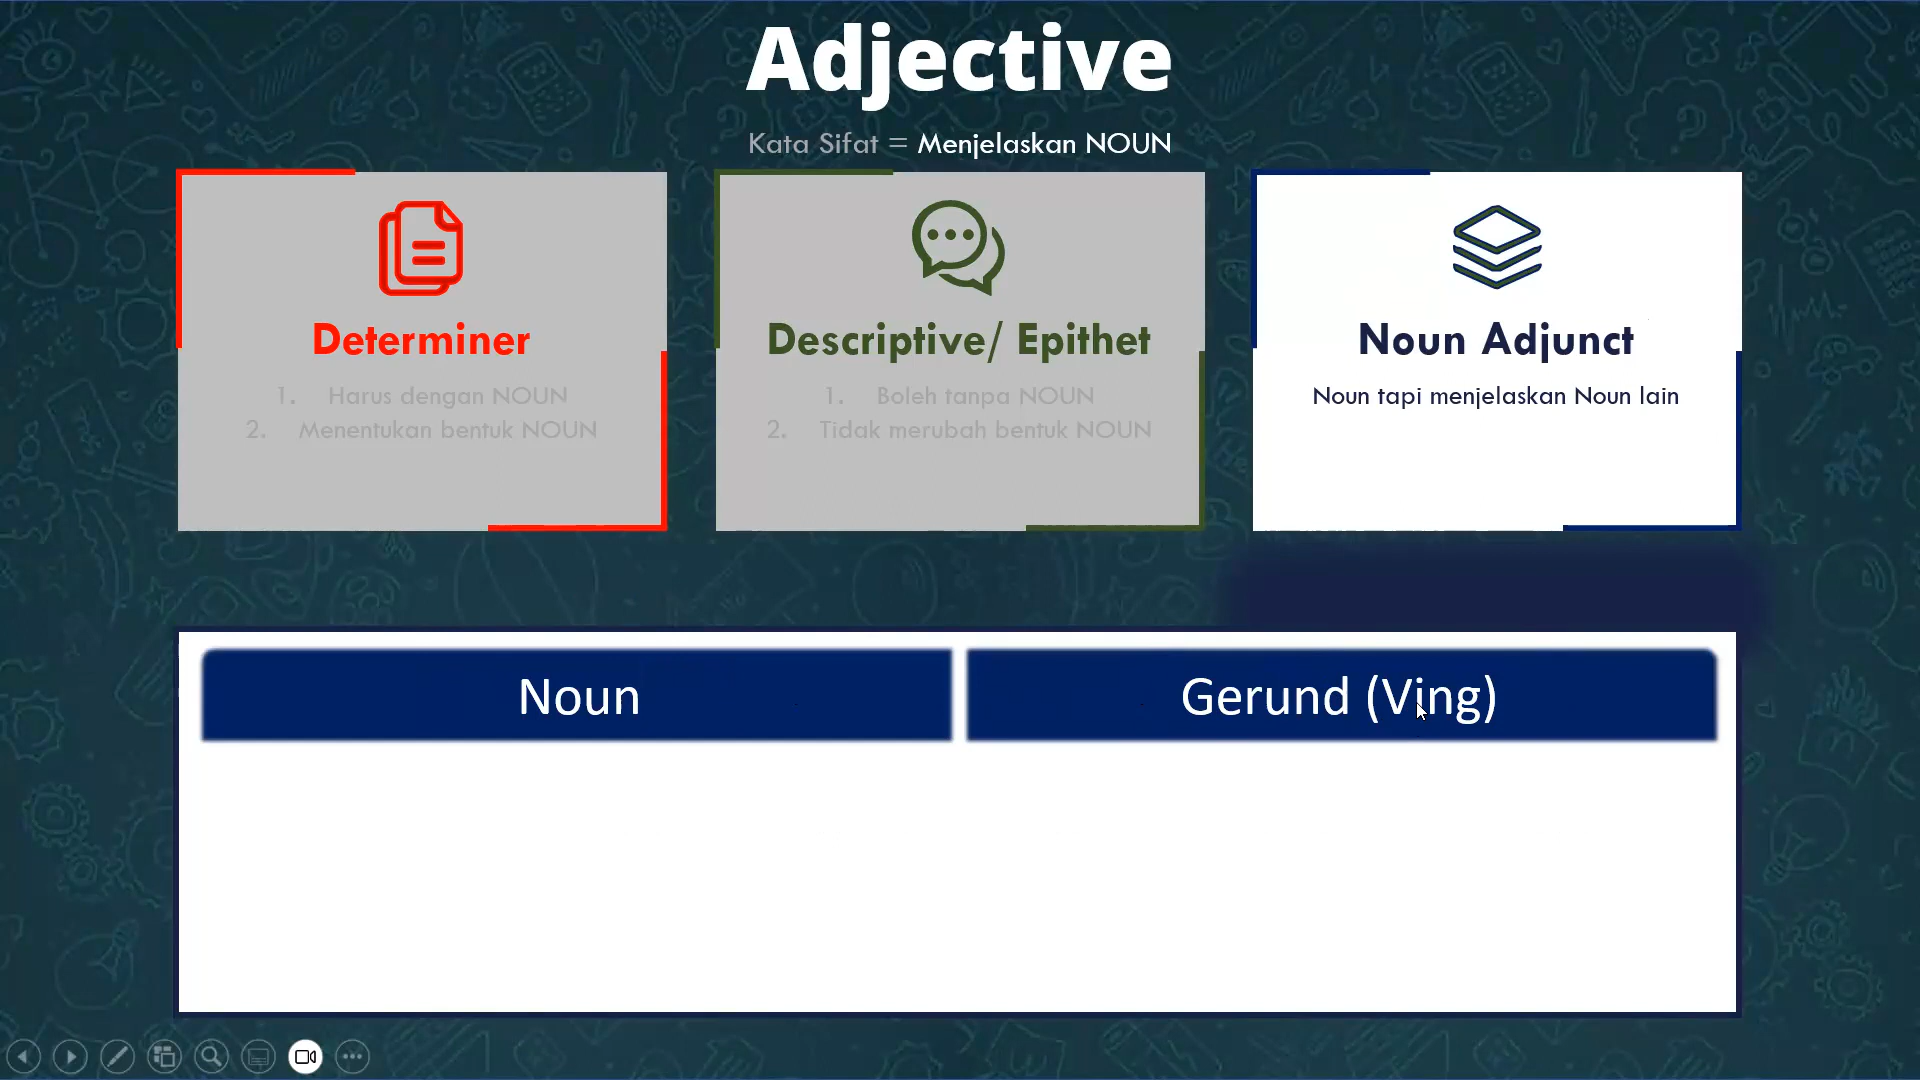 Adjective
Kata Sifat = Menjelaskan NOUN
Determiner
1. Harus dengan NOUN
2. Menentukan bentuk NOUN
Descriptive/ Epithet
1. Boleh tanpa NOUN
2. Tidak merubah bentuk NOUN
Noun Adjunct
Noun tapi menjelaskan Noun lain
Noun
Gerund (Ving)